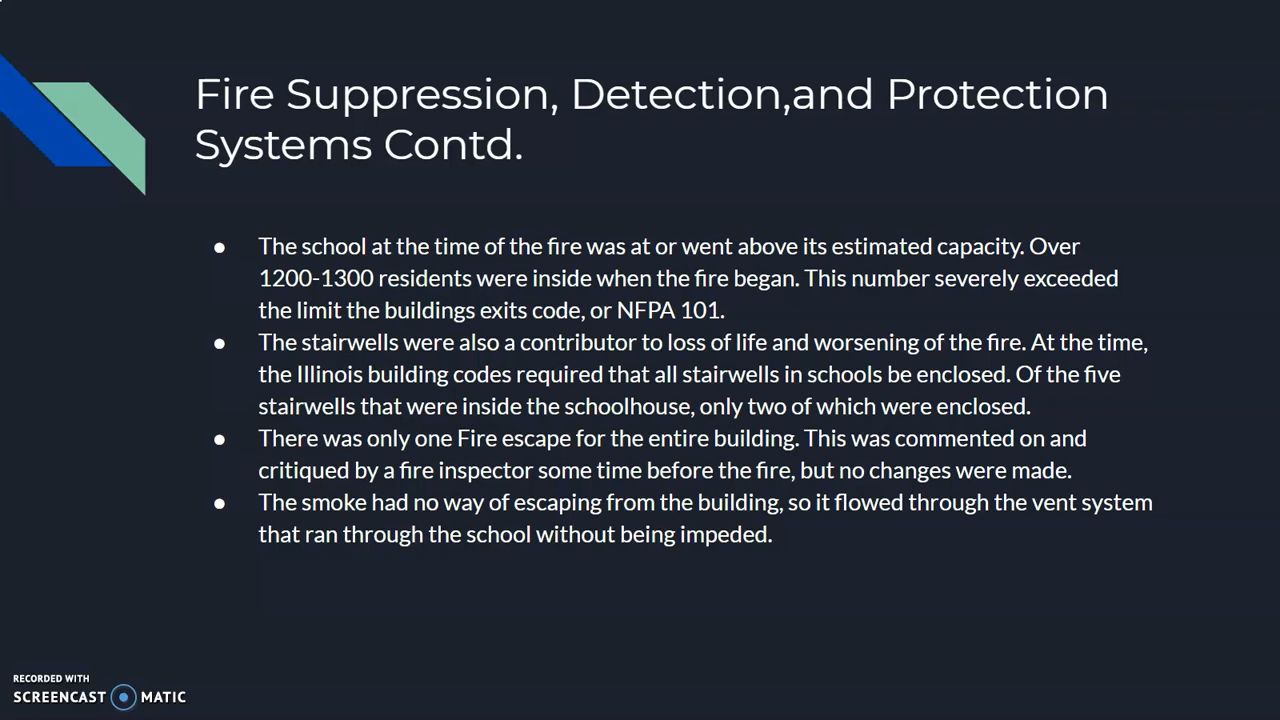 Fire Suppression, Detection,and Protection
Systems Contd.
● The school at the time of the fire was at or went above its estimated capacity. Over
1200-1300 residents were inside when the fire began. This number severely exceeded
the limit the buildings exits code, or NFPA 101.
● The stairwells were also a contributor to loss of life and worsening of the fire. At the time,
the Illinois building codes required that all stairwells in schools be enclosed. Of the five
stairwells that were inside the schoolhouse, only two of which were enclosed.
● There was only one Fire escape for the entire building. This was commented on and
critiqued by a fire inspector some time before the fire, but no changes were made.
● The smoke had no way of escaping from the building, so it flowed through the vent system
that ran through the school without being impeded.
RECORDED WITH
SCREENCAST MATIC